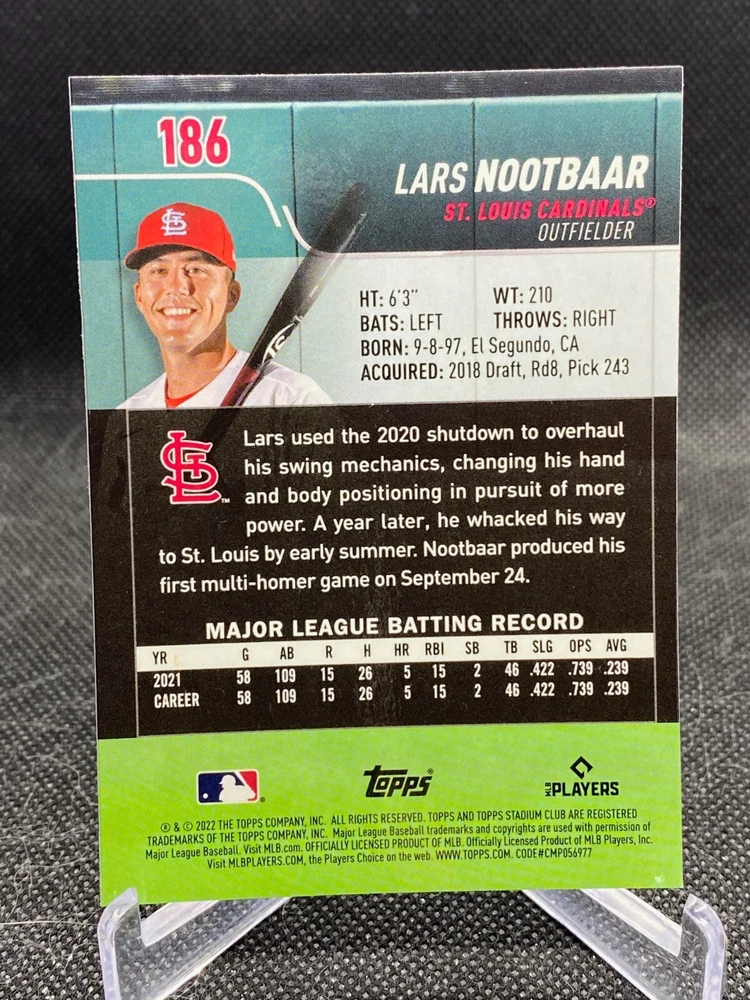 186
LARS NOOTBAAR
ST. LOUIS CARDINALS®
OUTFIELDER
HT: 6'3" WT: 210
BATS: LEFT THROWS: RIGHT
BORN: 9-8-97, El Segundo, CA
ACQUIRED: 2018 Draft, Rd8, Pick 243
Lars used the 2020 shutdown to overhaul
his swing mechanics, changing his hand
and body positioning in pursuit of more
power. A year later, he whacked his way
to St. Louis by early summer. Nootbaar produced his
first multi-homer game on September 24.
StL™
MAJOR LEAGUE BATTING RECORD
YR G AB R H HR RBI SB TB SLG OPS AVG
2021 58 109 15 26 5 15 2 46 .422 .739 .239
CAREER 58 109 15 26 5 15 2 46 .422 .739 .239
Topps®
MLB PLAYERS
® & © 2022 THE TOPPS COMPANY, INC. ALL RIGHTS RESERVED. TOPPS AND TOPPS STADIUM CLUB ARE REGISTERED
TRADEMARKS OF THE TOPPS COMPANY, INC. Major League Baseball trademarks and copyrights are used with permission of
Major League Baseball. Visit MLB.com. OFFICIALLY LICENSED PRODUCT OF MLB. Officially Licensed Product of MLB Players, Inc.
Visit MLBPLAYERS.COM, the Players Choice on the web. WWW.TOPPS.COM. CODE#CMP056977